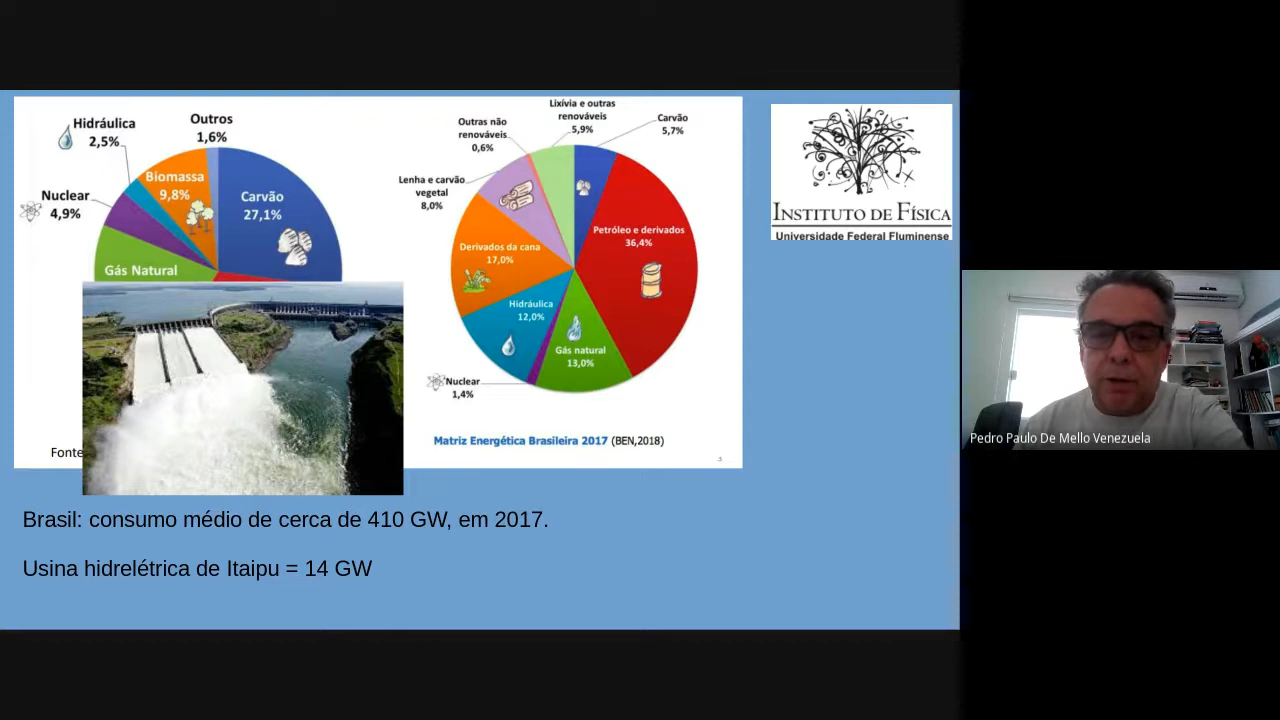 Hidráulica
2,5%
Outros
1,6%
Nuclear
4,9%
Biomassa
9,8%
Carvão
27,1%
Gás Natural
Fonte
Lixívia e outras
renováveis
5,9%
Carvão
5,7%
Outras não
renováveis
0,6%
Lenha e carvão
vegetal
8,0%
Petróleo e derivados
36,4%
Derivados da cana
17,0%
Hidráulica
12,0%
Gás natural
13,0%
Nuclear
1,4%
Matriz Energética Brasileira 2017 (BEN,2018)
INSTITUTO DE FÍSICA
Universidade Federal Fluminense
Brasil: consumo médio de cerca de 410 GW, em 2017.
Usina hidrelétrica de Itaipu = 14 GW
Pedro Paulo De Mello Venezuela